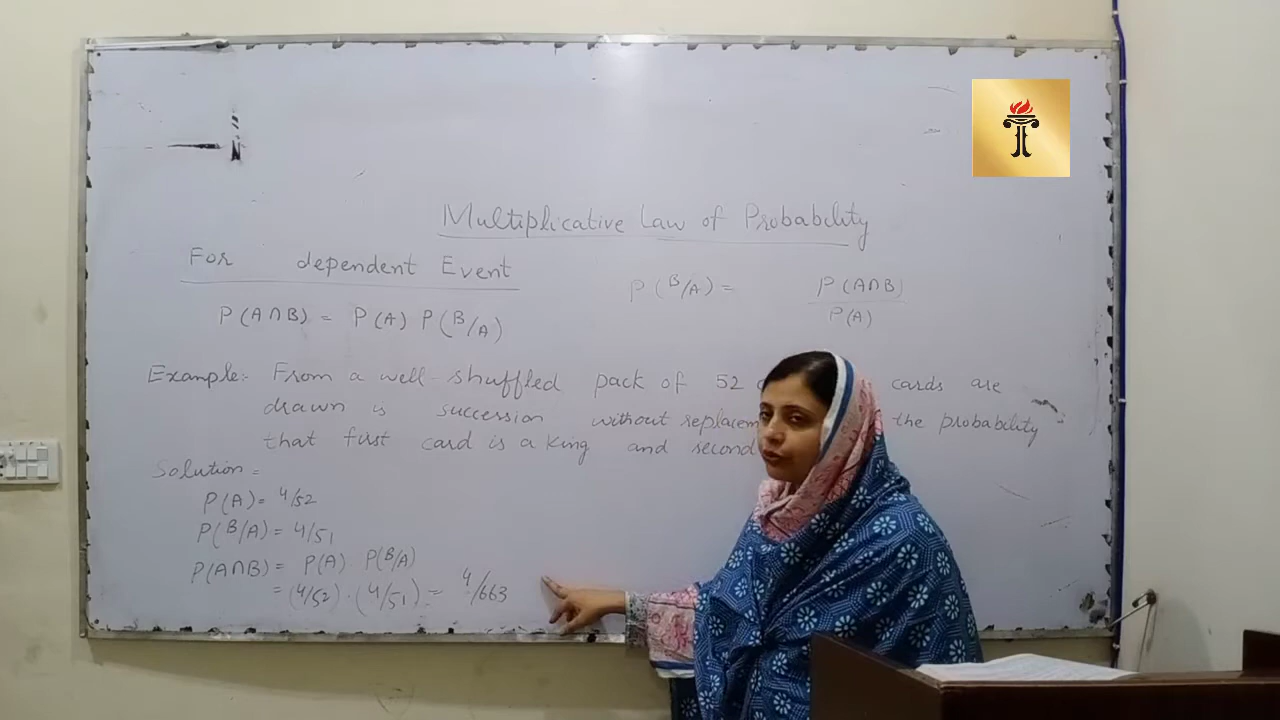 Multiplicative Law of Probability
For dependent Event
P(A∩B) = P(A) P(B/A)
P(B/A) = P(A∩B) / P(A)
Example:- From a well-shuffled pack of 52 cards are
drawn is succession without replacem the probability
that first card is a King and second
Solution =
P(A) = 4/52
P(B/A) = 4/51
P(A∩B) = P(A) . P(B/A)
= (4/52) . (4/51) = 4/663